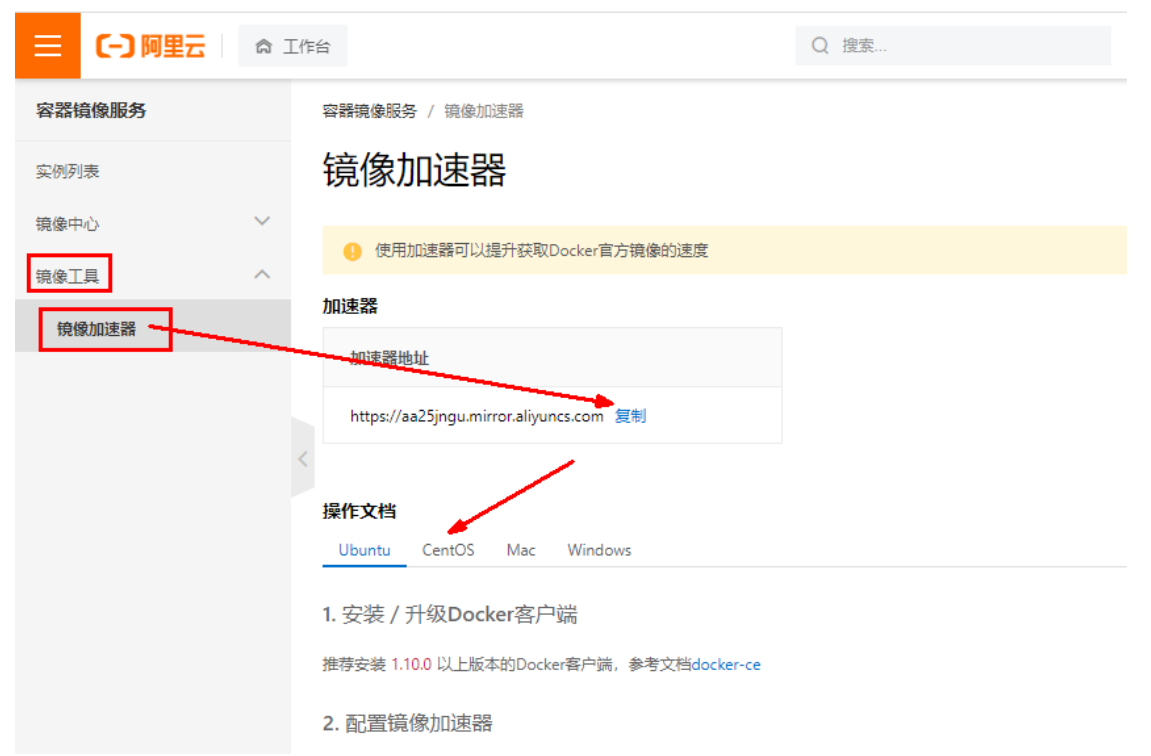 阿里云 工作台 搜索...
容器镜像服务
实例列表
镜像中心
镜像工具
镜像加速器
容器镜像服务 / 镜像加速器
镜像加速器
使用加速器可以提升获取Docker官方镜像的速度
加速器
加速器地址
https://aa25jngu.mirror.aliyuncs.com 复制
操作文档
Ubuntu CentOS Mac Windows
1. 安装 / 升级Docker客户端
推荐安装 1.10.0 以上版本的Docker客户端，参考文档docker-ce
2. 配置镜像加速器